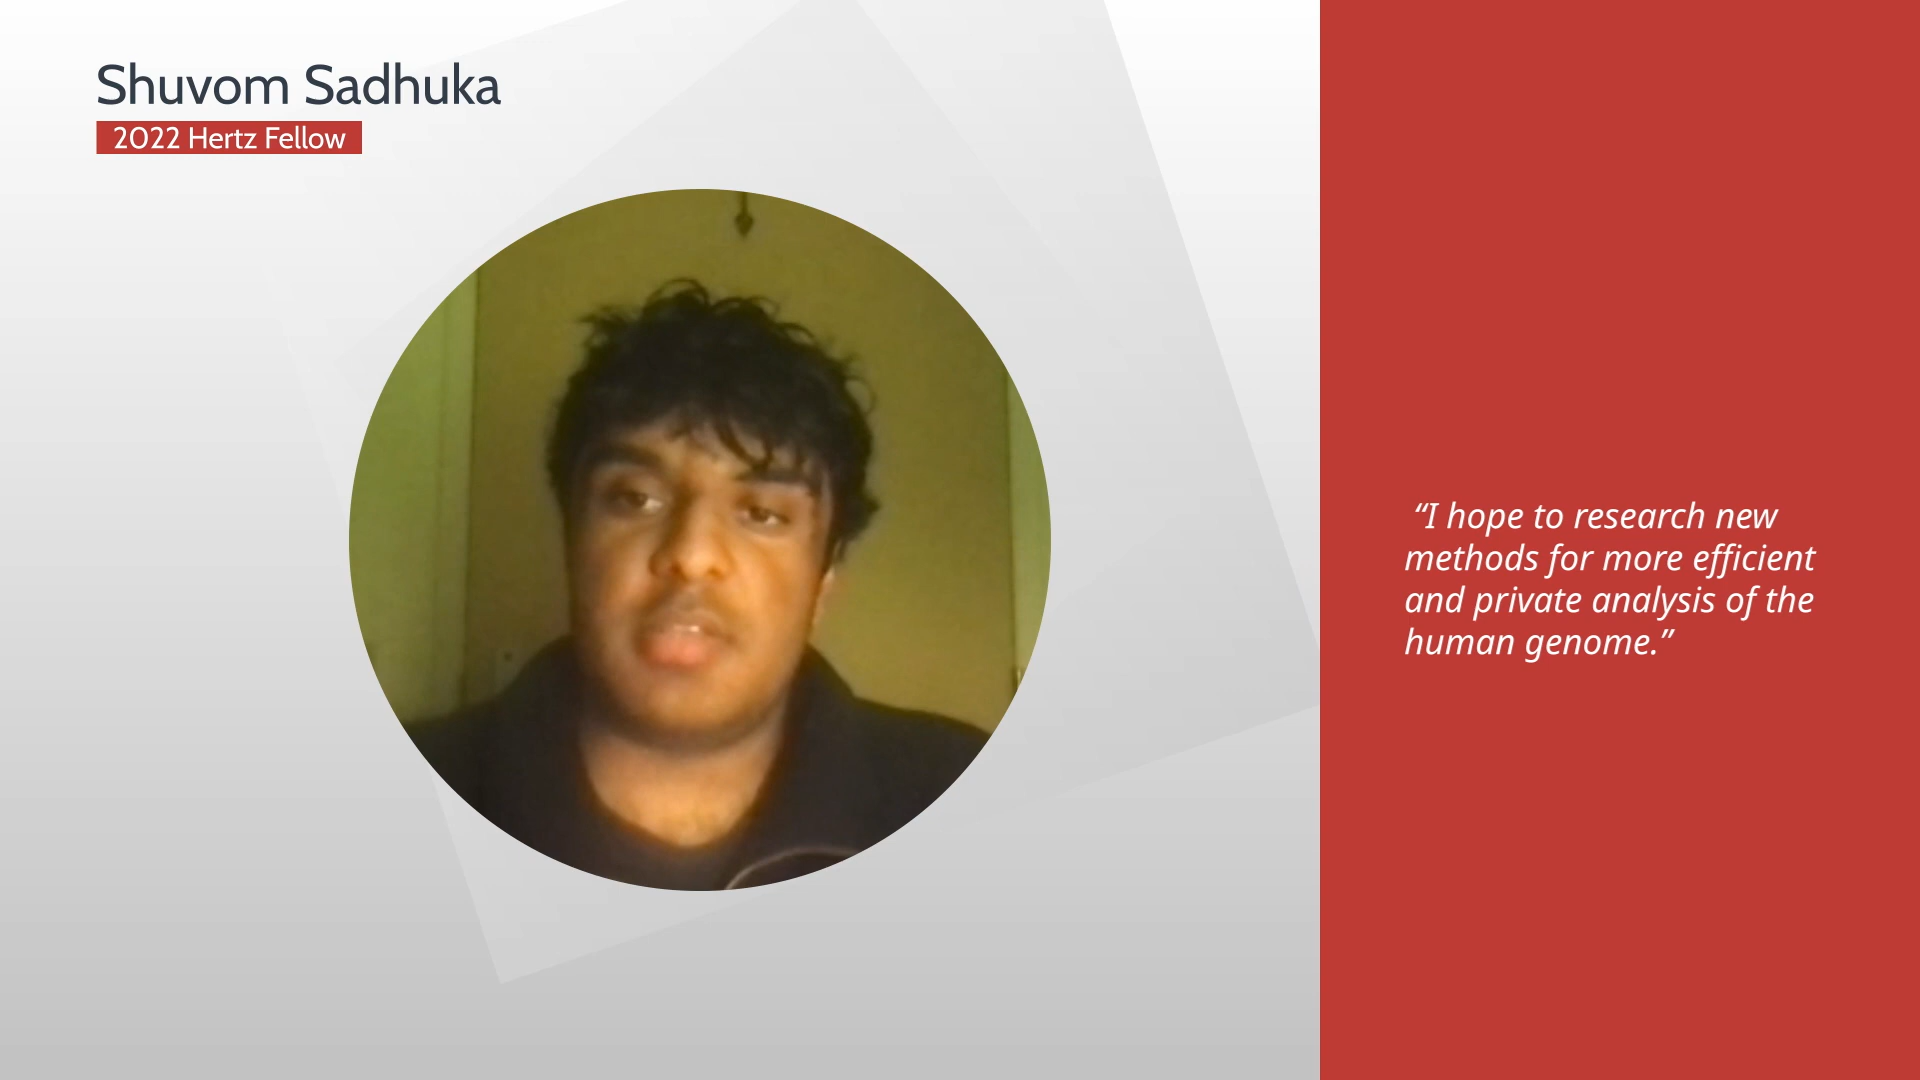 Shuvom Sadhuka
2022 Hertz Fellow
“I hope to research new
methods for more efficient
and private analysis of the
human genome.”